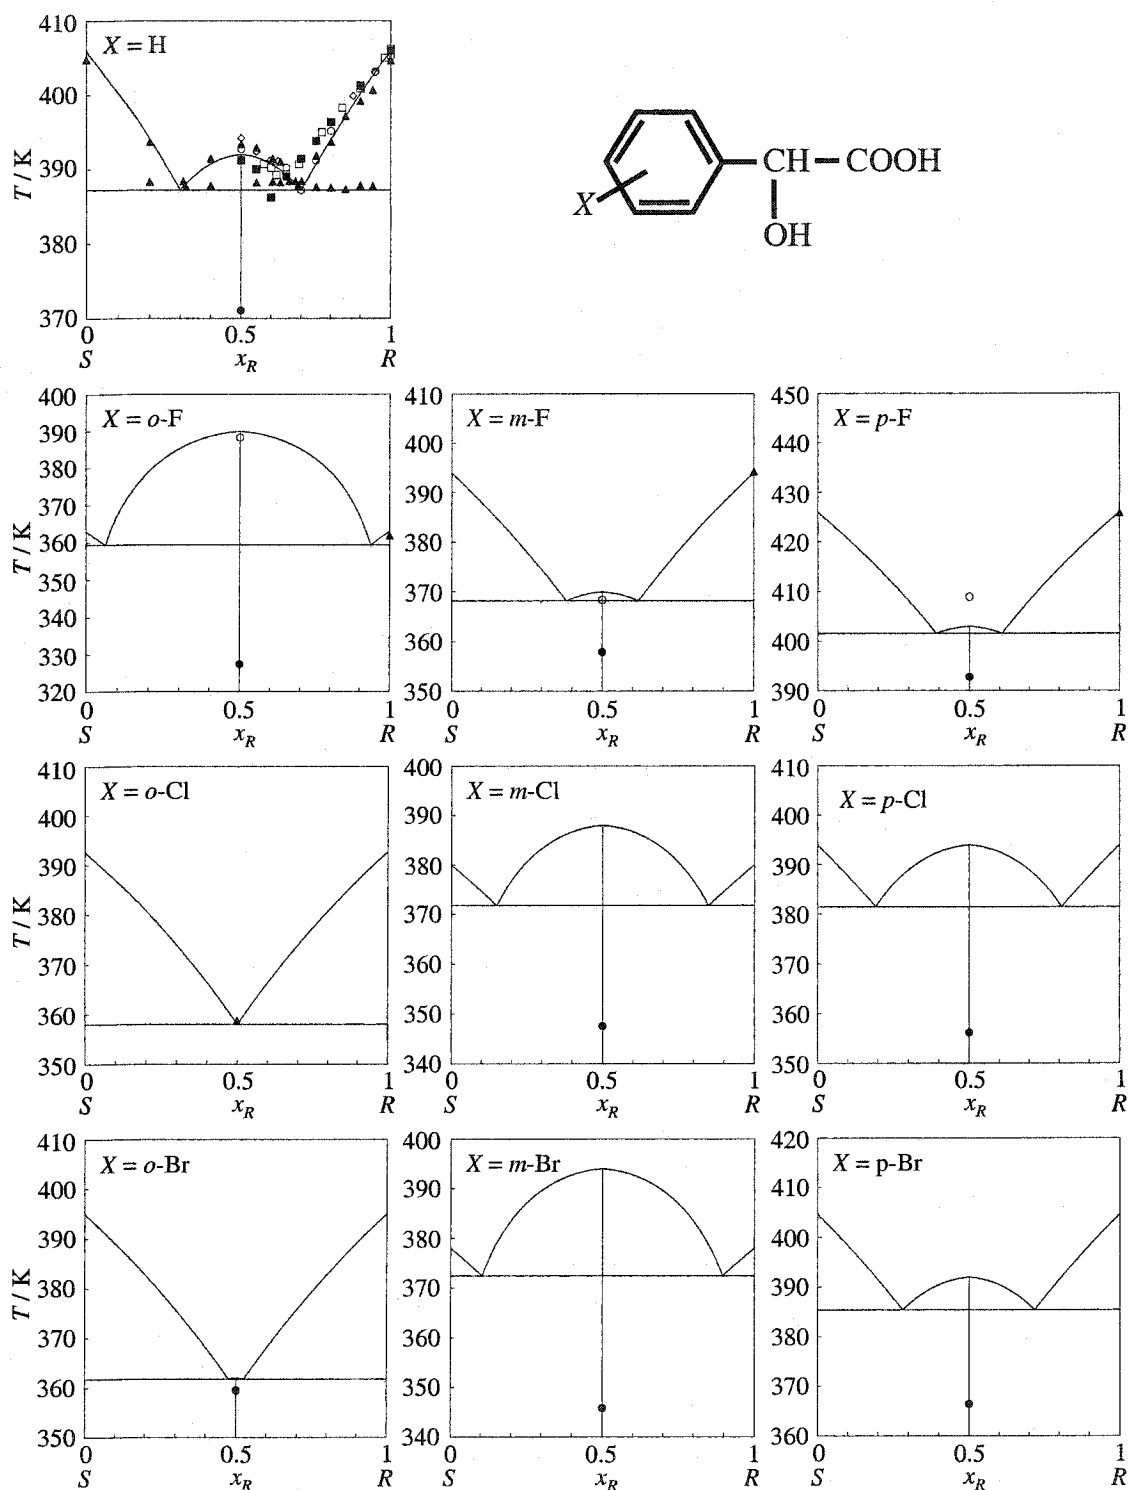 410
X = H
400
390
380
370
T / K
0 0.5 1
S x_R R
X
CH COOH
OH
400
390
380
370
360
350
340
330
320
T / K
X = o-F
0 0.5 1
S x_R R
410
400
390
380
370
360
350
X = m-F
0 0.5 1
S x_R R
450
440
430
420
410
400
390
X = p-F
0 0.5 1
S x_R R
410
400
390
380
370
360
350
T / K
X = o-Cl
0 0.5 1
S x_R R
400
390
380
370
360
350
340
X = m-Cl
0 0.5 1
S x_R R
410
400
390
380
370
360
350
X = p-Cl
0 0.5 1
S x_R R
410
400
390
380
370
360
350
T / K
X = o-Br
0 0.5 1
S x_R R
400
390
380
370
360
350
340
X = m-Br
0 0.5 1
S x_R R
420
410
400
390
380
370
360
X = p-Br
0 0.5 1
S x_R R